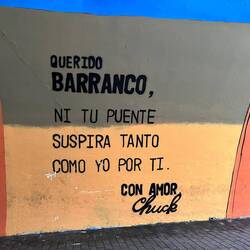 QUERIDO
BARRANCO,
NI TU PUENTE
SUSPIRA TANTO
COMO YO POR TI.
CON AMOR,
Chuck